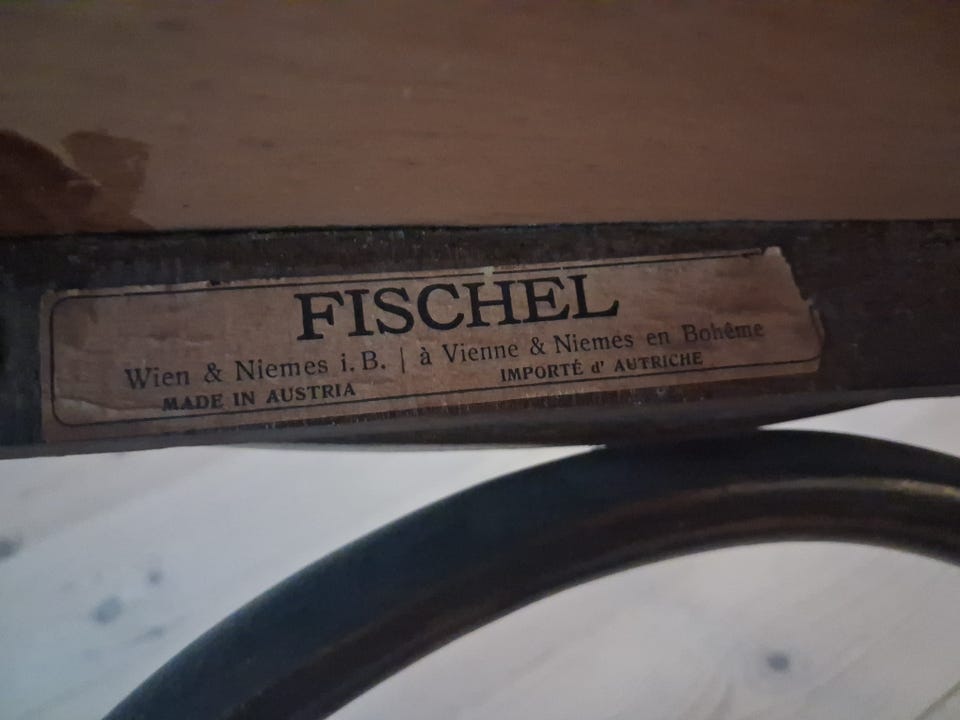 FISCHEL
Wien & Niemes i. B. | à Vienne & Niemes en Bohême
MADE IN AUSTRIA IMPORTÉ d' AUTRICHE